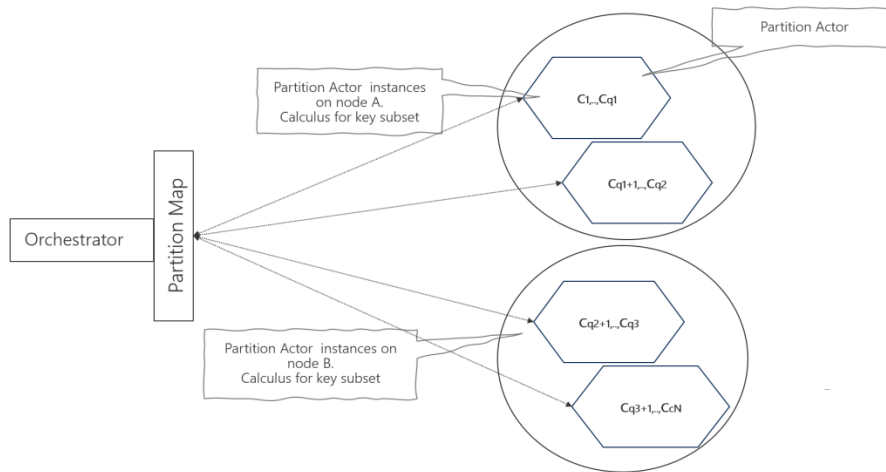 Partition Actor
Partition Actor instances
on node A.
Calculus for key subset
C1,..,Cq1
Cq1+1,..,Cq2
Orchestrator
Partition Map
Cq2+1,..,Cq3
Partition Actor instances on
node B.
Calculus for key subset
Cq3+1,..,CcN